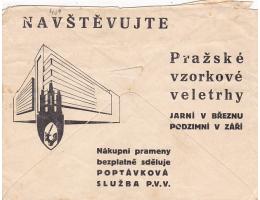 NAVŠTĚVUJTE
Pražské
vzorkové
veletrhy
JARNÍ V BŘEZNU
PODZIMNÍ V ZÁŘÍ
Nákupní prameny
bezplatně sděluje
POPTÁVKOVÁ
SLUŽBA P.V.V.